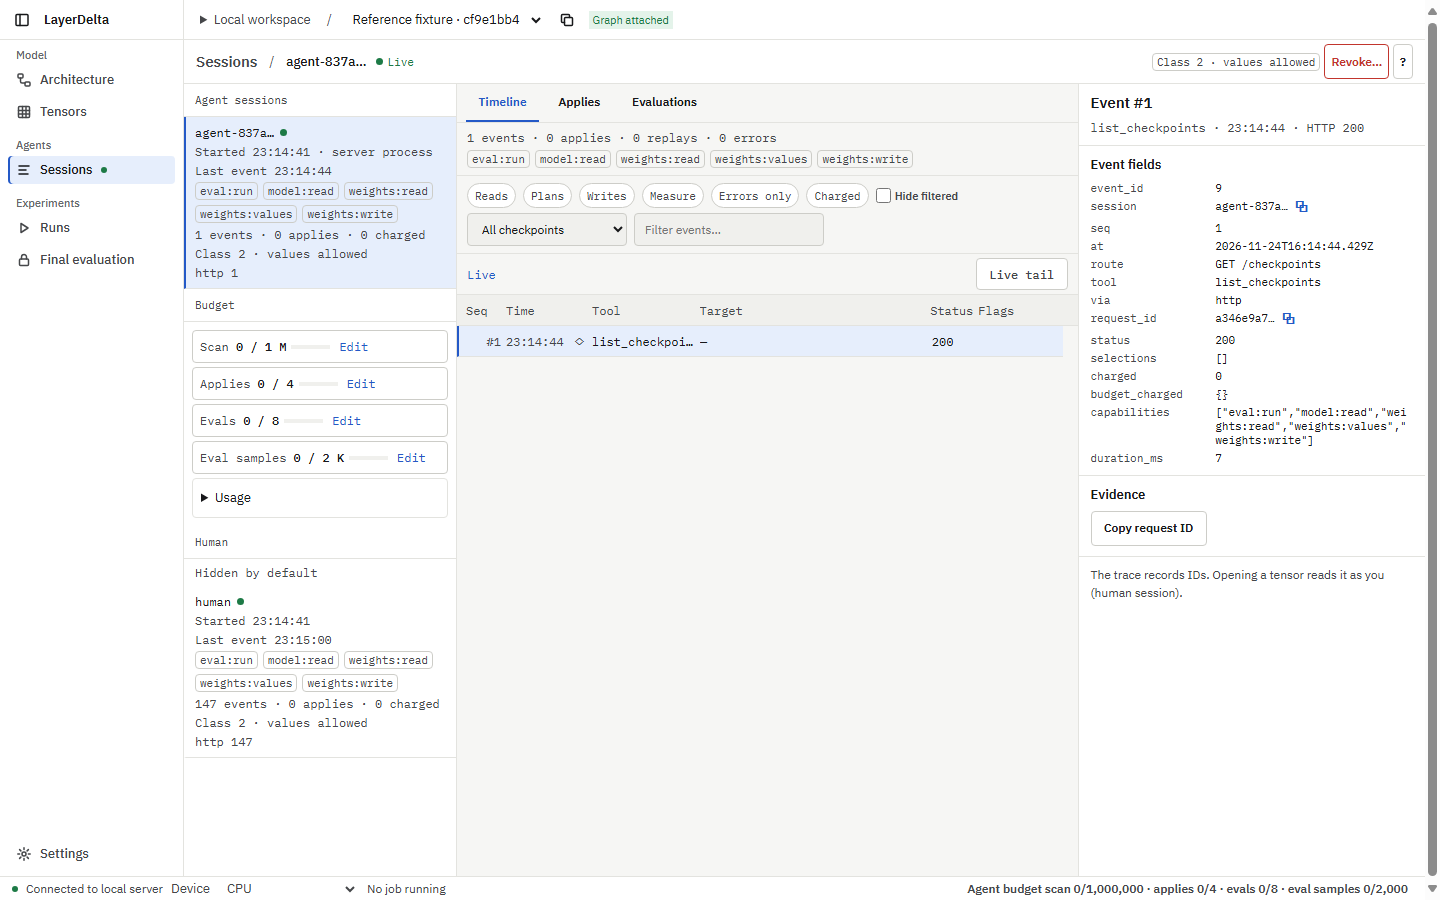 LayerDelta
Local workspace / Reference fixture · cf9e1bb4 Graph attached
Model
Architecture
Tensors
Agents
Sessions
Experiments
Runs
Final evaluation
Settings
Sessions / agent-837a… Live
Class 2 · values allowed Revoke… ?
Agent sessions
agent-837a…
Started 23:14:41 · server process
Last event 23:14:44
eval:run model:read weights:read
weights:values weights:write
1 events · 0 applies · 0 charged
Class 2 · values allowed
http 1
Budget
Scan 0 / 1 M Edit
Applies 0 / 4 Edit
Evals 0 / 8 Edit
Eval samples 0 / 2 K Edit
Usage
Human
Hidden by default
human
Started 23:14:41
Last event 23:15:00
eval:run model:read weights:read
weights:values weights:write
147 events · 0 applies · 0 charged
Class 2 · values allowed
http 147
Timeline Applies Evaluations
1 events · 0 applies · 0 replays · 0 errors
eval:run model:read weights:read weights:values weights:write
Reads Plans Writes Measure Errors only Charged Hide filtered
All checkpoints Filter events…
Live Live tail
Seq Time Tool Target Status Flags
#1 23:14:44 ◇ list_checkpoi… — 200
Event #1
list_checkpoints · 23:14:44 · HTTP 200
Event fields
event_id 9
session agent-837a…
seq 1
at 2026-11-24T16:14:44.429Z
route GET /checkpoints
tool list_checkpoints
via http
request_id a346e9a7…
status 200
selections []
charged 0
budget_charged {}
capabilities ["eval:run","model:read","wei
ghts:read","weights:values","
weights:write"]
duration_ms 7
Evidence
Copy request ID
The trace records IDs. Opening a tensor reads it as you
(human session).
Connected to local server Device CPU No job running
Agent budget scan 0/1,000,000 · applies 0/4 · evals 0/8 · eval samples 0/2,000